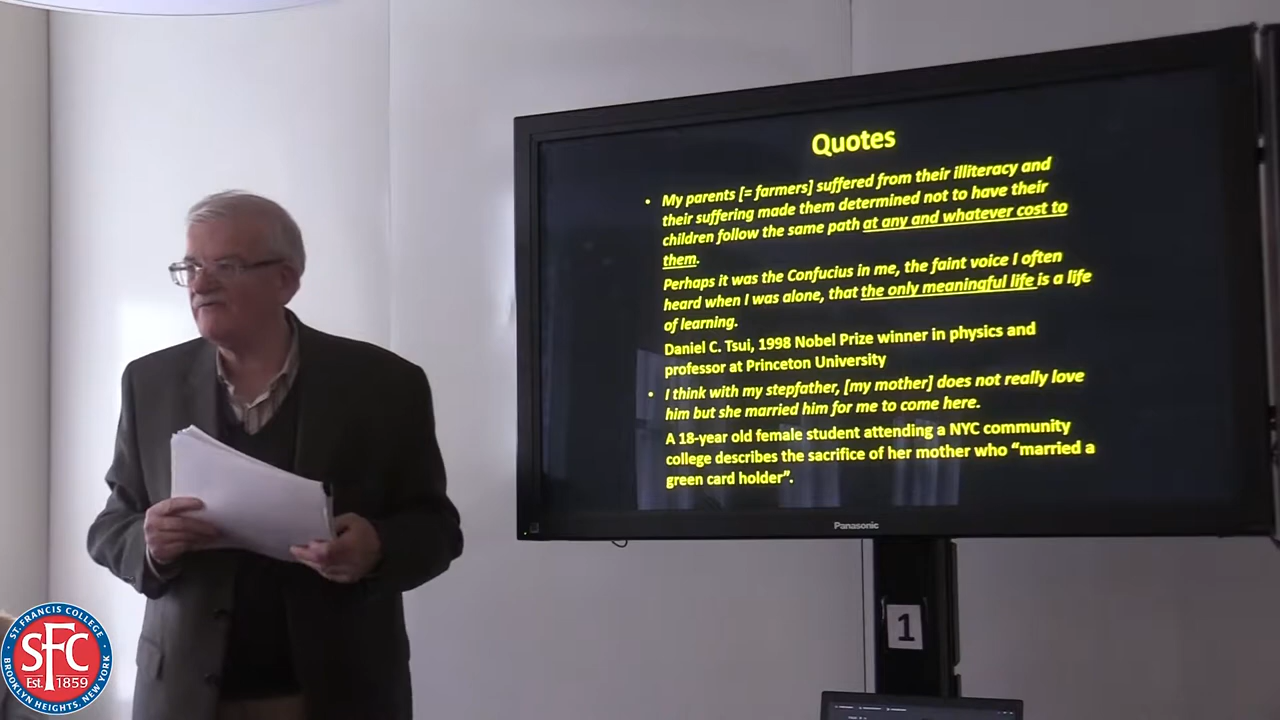 Quotes
• My parents [= farmers] suffered from their illiteracy and
their suffering made them determined not to have their
children follow the same path at any and whatever cost to
them.
Perhaps it was the Confucius in me, the faint voice I often
heard when I was alone, that the only meaningful life is a life
of learning.
Daniel C. Tsui, 1998 Nobel Prize winner in physics and
professor at Princeton University
• I think with my stepfather, [my mother] does not really love
him but she married him for me to come here.
A 18-year old female student attending a NYC community
college describes the sacrifice of her mother who “married a
green card holder”.
Panasonic
1
ST. FRANCIS COLLEGE
SFC
EST. 1859
BROOKLYN HEIGHTS, NEW YORK